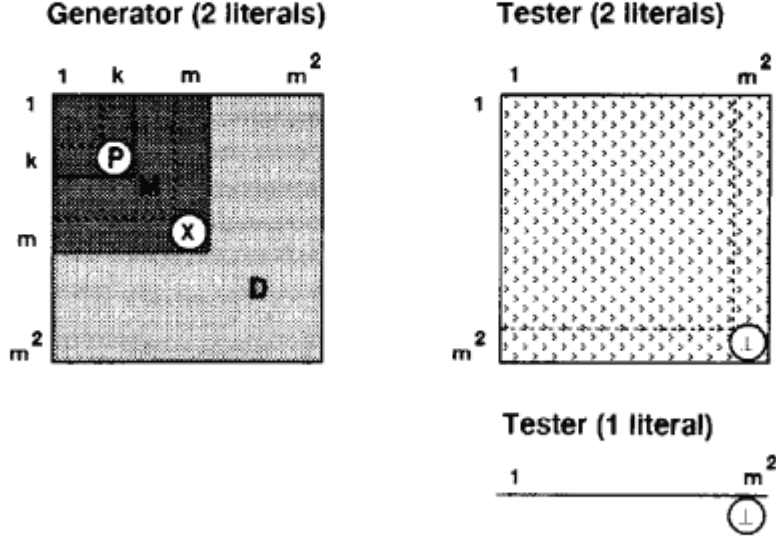 Generator (2 literals)
1 k m m²
1
k
m
m²
P
M
X
D
Tester (2 literals)
1 m²
1
m²
⊥
Tester (1 literal)
1 m²
⊥